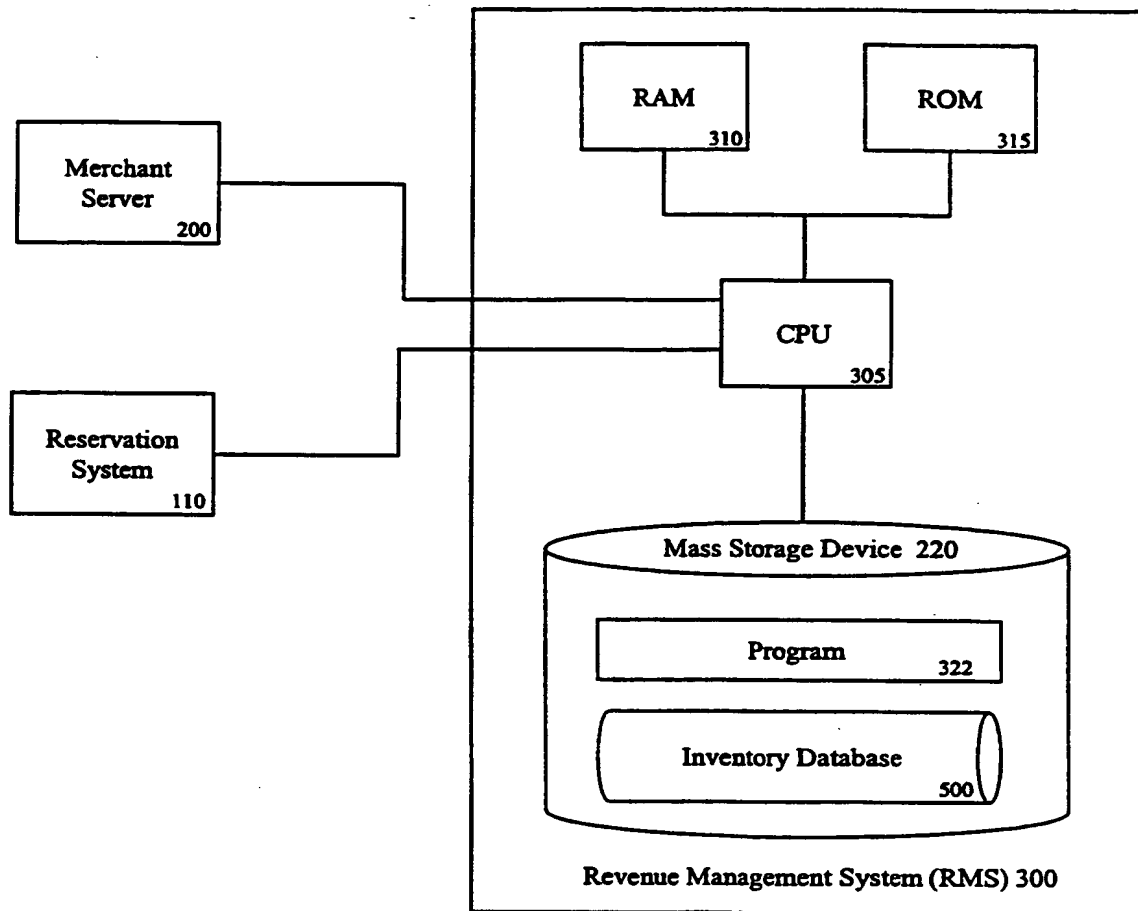 RAM
310
ROM
315
Merchant
Server
200
CPU
305
Reservation
System
110
Mass Storage Device 220
Program
322
Inventory Database
500
Revenue Management System (RMS) 300